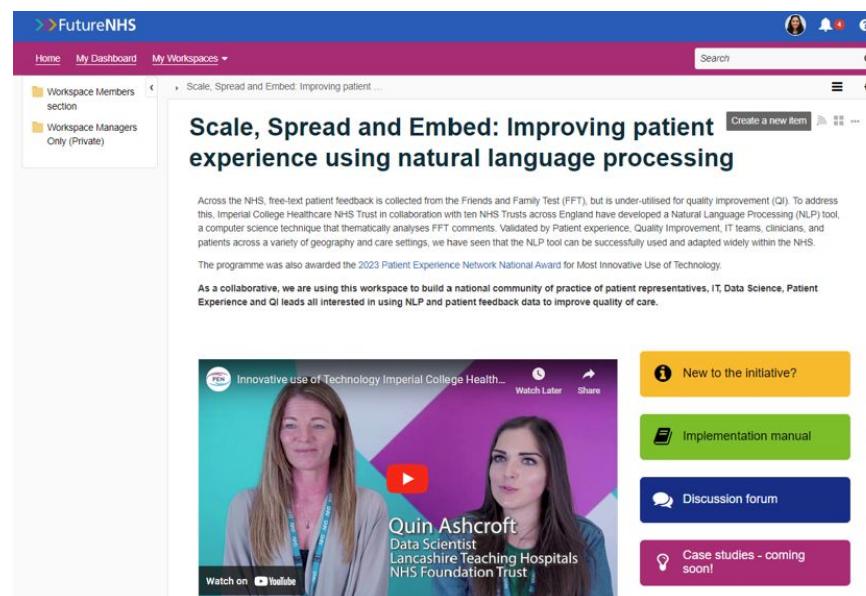 FutureNHS
4
Home My Dashboard My Workspaces
Search
Workspace Members
section
Workspace Managers
Only (Private)
Scale, Spread and Embed: Improving patient ...
Scale, Spread and Embed: Improving patient
Create a new item
experience using natural language processing
Across the NHS, free-text patient feedback is collected from the Friends and Family Test (FFT), but is under-utilised for quality improvement (QI). To address
this, Imperial College Healthcare NHS Trust in collaboration with ten NHS Trusts across England have developed a Natural Language Processing (NLP) tool,
a computer science technique that thematically analyses FFT comments. Validated by Patient experience, Quality Improvement, IT teams, clinicians, and
patients across a variety of geography and care settings, we have seen that the NLP tool can be successfully used and adapted widely within the NHS.
The programme was also awarded the 2023 Patient Experience Network National Award for Most Innovative Use of Technology.
As a collaborative, we are using this workspace to build a national community of practice of patient representatives, IT, Data Science, Patient
Experience and QI leads all interested in using NLP and patient feedback data to improve quality of care.
PEN
Innovative use of Technology Imperial College Health...
Watch Later Share
Quin Ashcroft
Data Scientist
Lancashire Teaching Hospitals
NHS Foundation Trust
Watch on YouTube
New to the initiative?
Implementation manual
Discussion forum
Case studies - coming
soon!